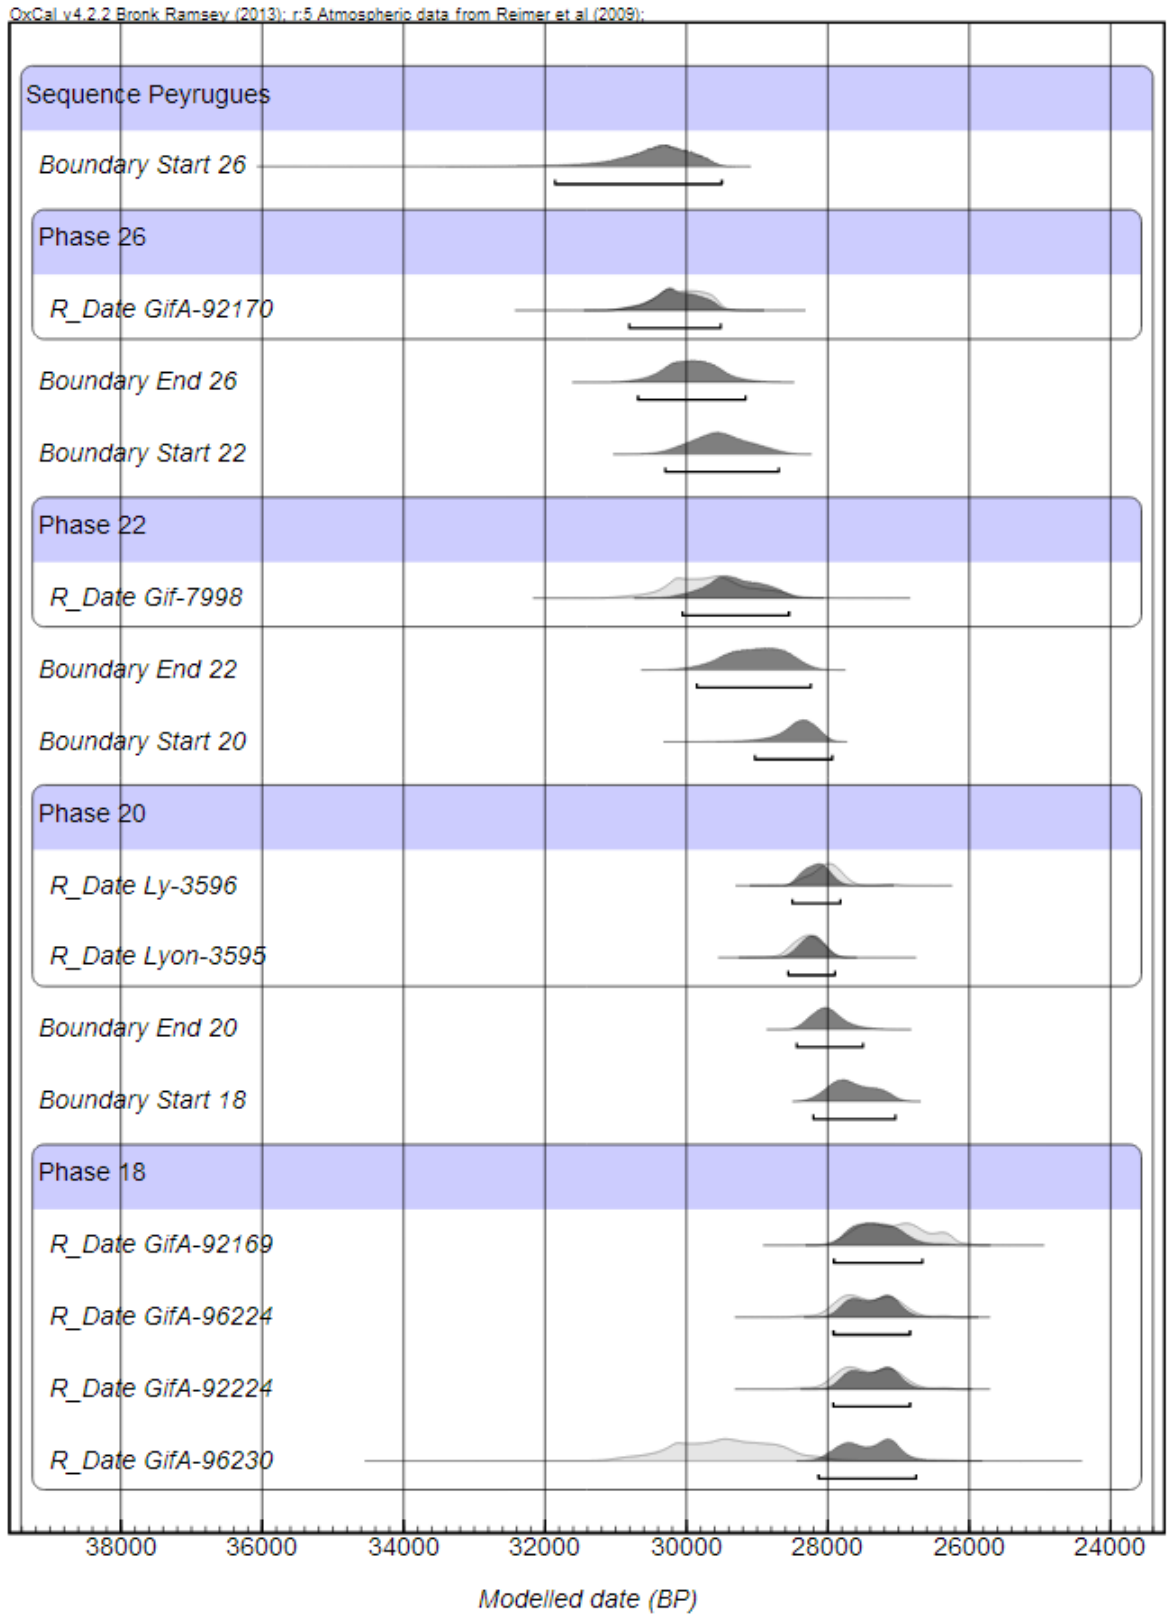 OxCal v4.2.2 Bronk Ramsey (2013); r:5 Atmospheric data from Reimer et al (2009);
Sequence Peyrugues
Boundary Start 26
Phase 26
R_Date GifA-92170
Boundary End 26
Boundary Start 22
Phase 22
R_Date Gif-7998
Boundary End 22
Boundary Start 20
Phase 20
R_Date Ly-3596
R_Date Lyon-3595
Boundary End 20
Boundary Start 18
Phase 18
R_Date GifA-92169
R_Date GifA-96224
R_Date GifA-92224
R_Date GifA-96230
38000 36000 34000 32000 30000 28000 26000 24000
Modelled date (BP)